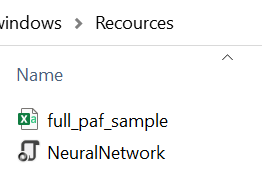 windows > Recources
Name
full_paf_sample
NeuralNetwork